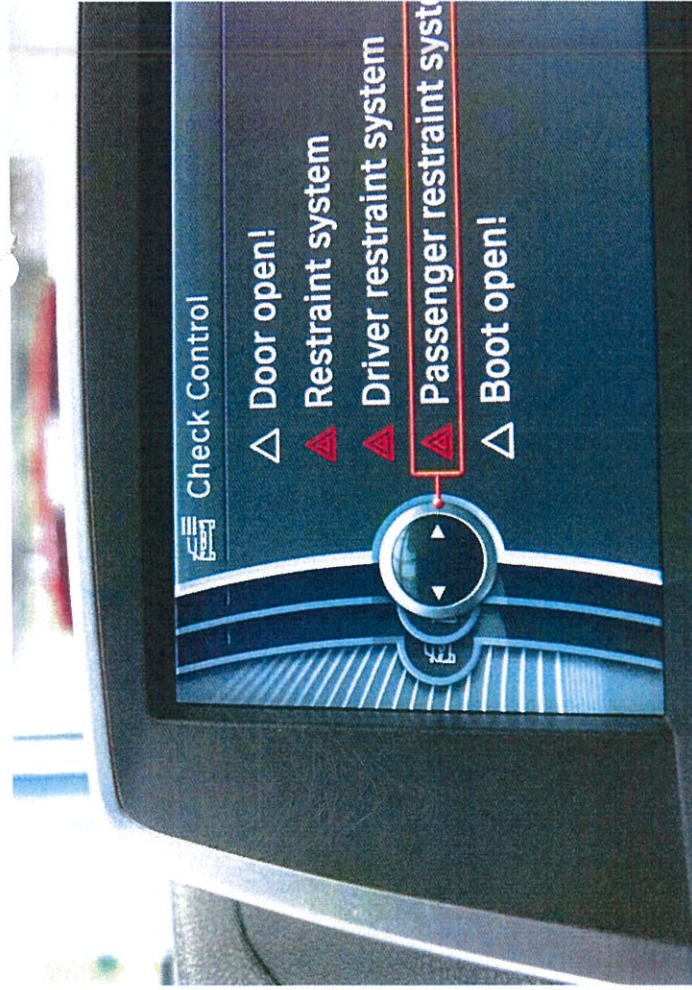 Check Control
Door open!
Restraint system
Driver restraint system
Passenger restraint syst
Boot open!